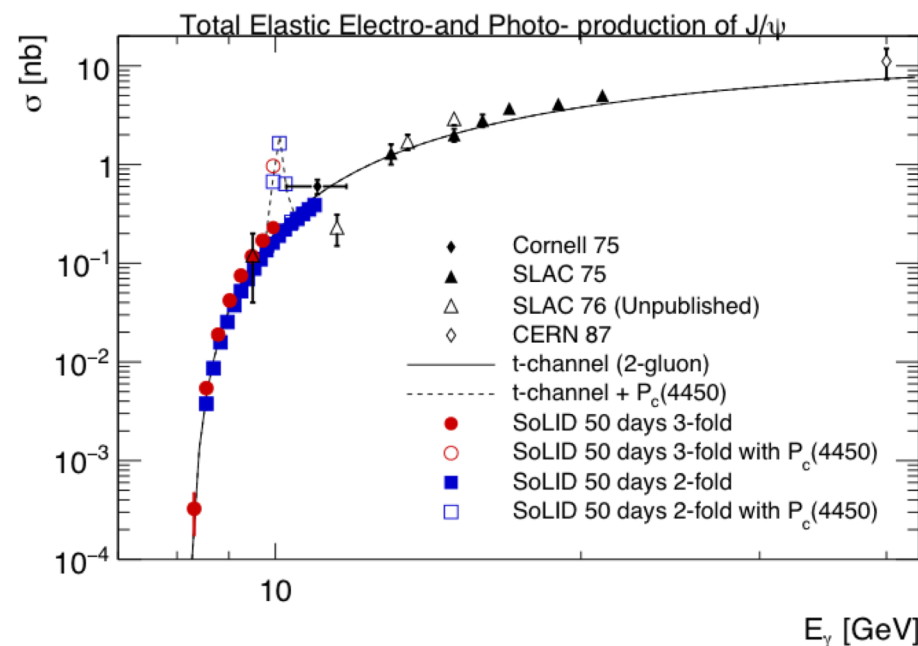 Total Elastic Electro-and Photo- production of J/ψ
σ [nb]
10
1
10⁻¹
10⁻²
10⁻³
10⁻⁴
Cornell 75
SLAC 75
SLAC 76 (Unpublished)
CERN 87
t-channel (2-gluon)
t-channel + P_c(4450)
SoLID 50 days 3-fold
SoLID 50 days 3-fold with P_c(4450)
SoLID 50 days 2-fold
SoLID 50 days 2-fold with P_c(4450)
10
E_γ [GeV]